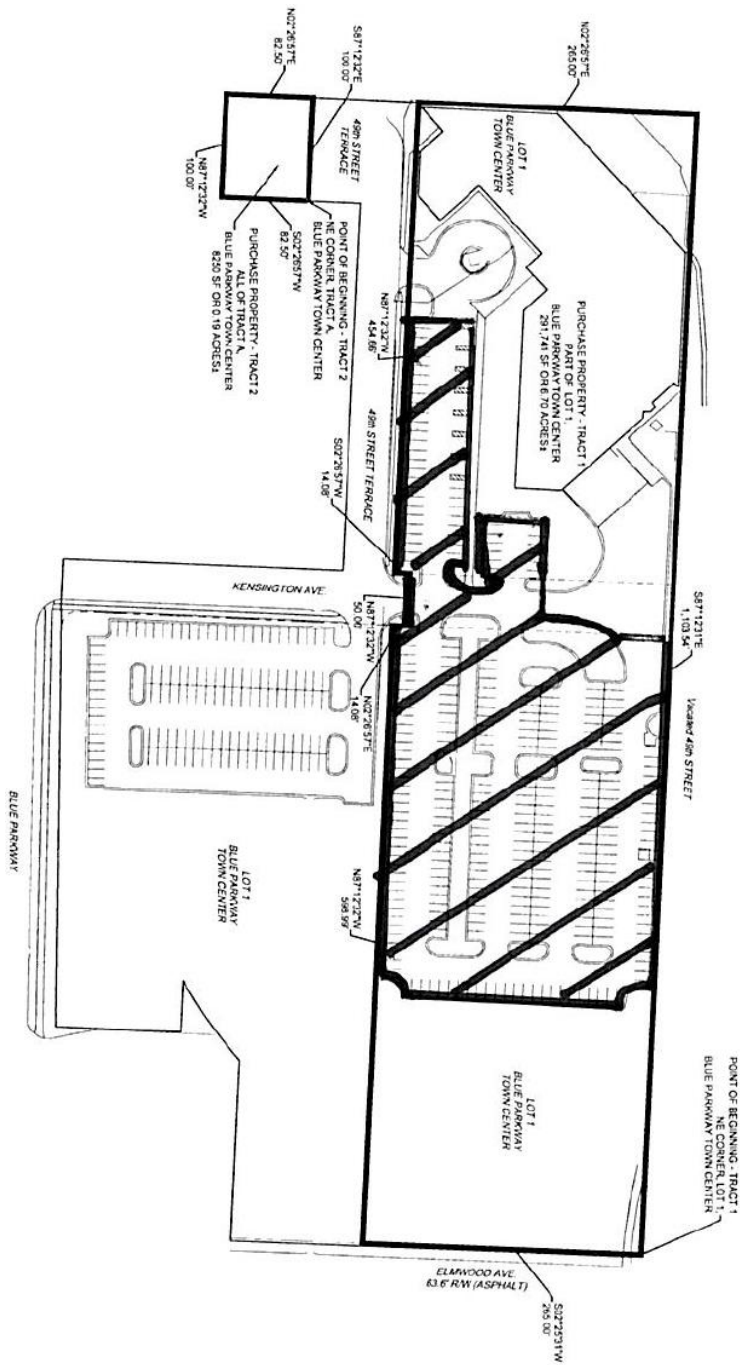 N02°26'57"E
82.50'
S87°12'32"E
100.00'
49th STREET
TERRACE
N87°12'32"W
100.00'
S02°26'57"W
82.50'
POINT OF BEGINNING - TRACT 2
NE CORNER, TRACT A,
BLUE PARKWAY TOWN CENTER
PURCHASE PROPERTY - TRACT 2
ALL OF TRACT A,
BLUE PARKWAY TOWN CENTER
8250 SF OR 0.19 ACRES±
N02°26'57"E
265.00'
LOT 1
BLUE PARKWAY
TOWN CENTER
PURCHASE PROPERTY - TRACT 1
PART OF LOT 1,
BLUE PARKWAY TOWN CENTER
291,741 SF OR 6.70 ACRES±
N87°12'32"W
454.66'
49th STREET TERRACE
S02°26'57"W
14.08'
KENSINGTON AVE.
N87°12'32"W
50.00'
N02°26'57"E
14.08'
S87°12'31"E
1,103.54'
Vacated 49th STREET
BLUE PARKWAY
LOT 1
BLUE PARKWAY
TOWN CENTER
N87°12'32"W
598.99'
LOT 1
BLUE PARKWAY
TOWN CENTER
POINT OF BEGINNING - TRACT 1
NE CORNER, LOT 1,
BLUE PARKWAY TOWN CENTER
ELMWOOD AVE.
63.6' R/W (ASPHALT)
S02°25'31"W
265.00'